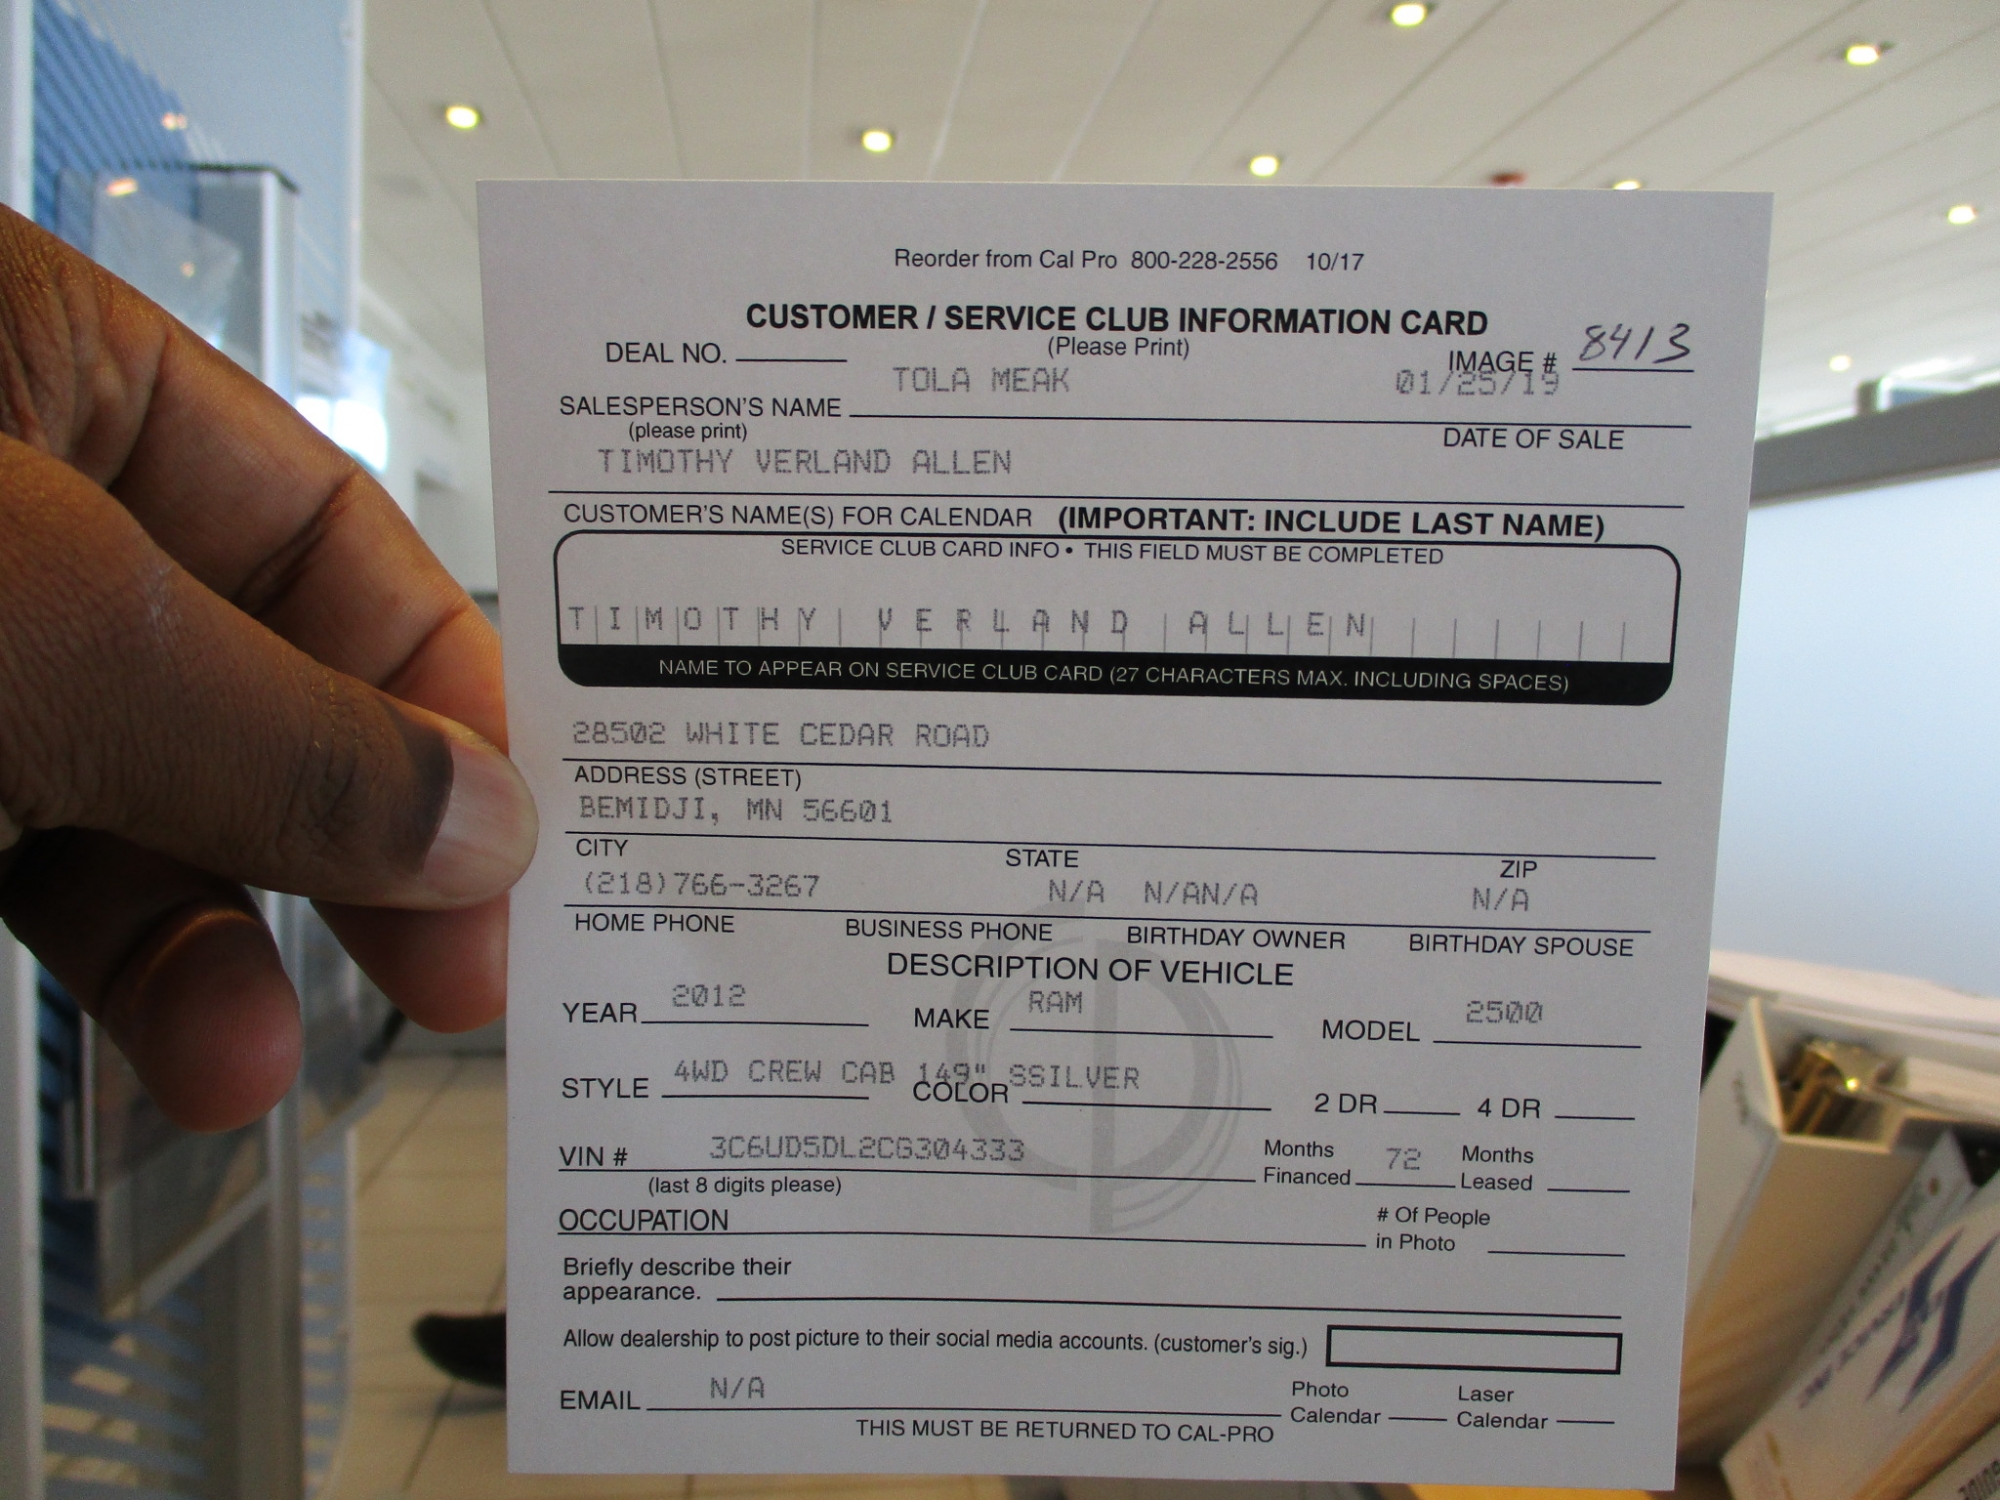 Reorder from Cal Pro 800-228-2556 10/17
CUSTOMER / SERVICE CLUB INFORMATION CARD
DEAL NO. (Please Print) IMAGE # 8413
TOLA MEAK 01/25/19
SALESPERSON'S NAME
(please print) DATE OF SALE
TIMOTHY VERLAND ALLEN
CUSTOMER'S NAME(S) FOR CALENDAR (IMPORTANT: INCLUDE LAST NAME)
SERVICE CLUB CARD INFO • THIS FIELD MUST BE COMPLETED
TIMOTHY VERLAND ALLEN
NAME TO APPEAR ON SERVICE CLUB CARD (27 CHARACTERS MAX. INCLUDING SPACES)
28502 WHITE CEDAR ROAD
ADDRESS (STREET)
BEMIDJI, MN 56601
CITY STATE ZIP
(218)766-3267 N/A N/AN/A N/A
HOME PHONE BUSINESS PHONE BIRTHDAY OWNER BIRTHDAY SPOUSE
DESCRIPTION OF VEHICLE
YEAR 2012 MAKE RAM MODEL 2500
STYLE 4WD CREW CAB 149" SSILVER
COLOR 2 DR 4 DR
VIN # 3C6UD5DL2CG304333 Months Financed 72 Months Leased
(last 8 digits please)
OCCUPATION # Of People in Photo
Briefly describe their
appearance.
Allow dealership to post picture to their social media accounts. (customer's sig.)
EMAIL N/A Photo Calendar Laser Calendar
THIS MUST BE RETURNED TO CAL-PRO